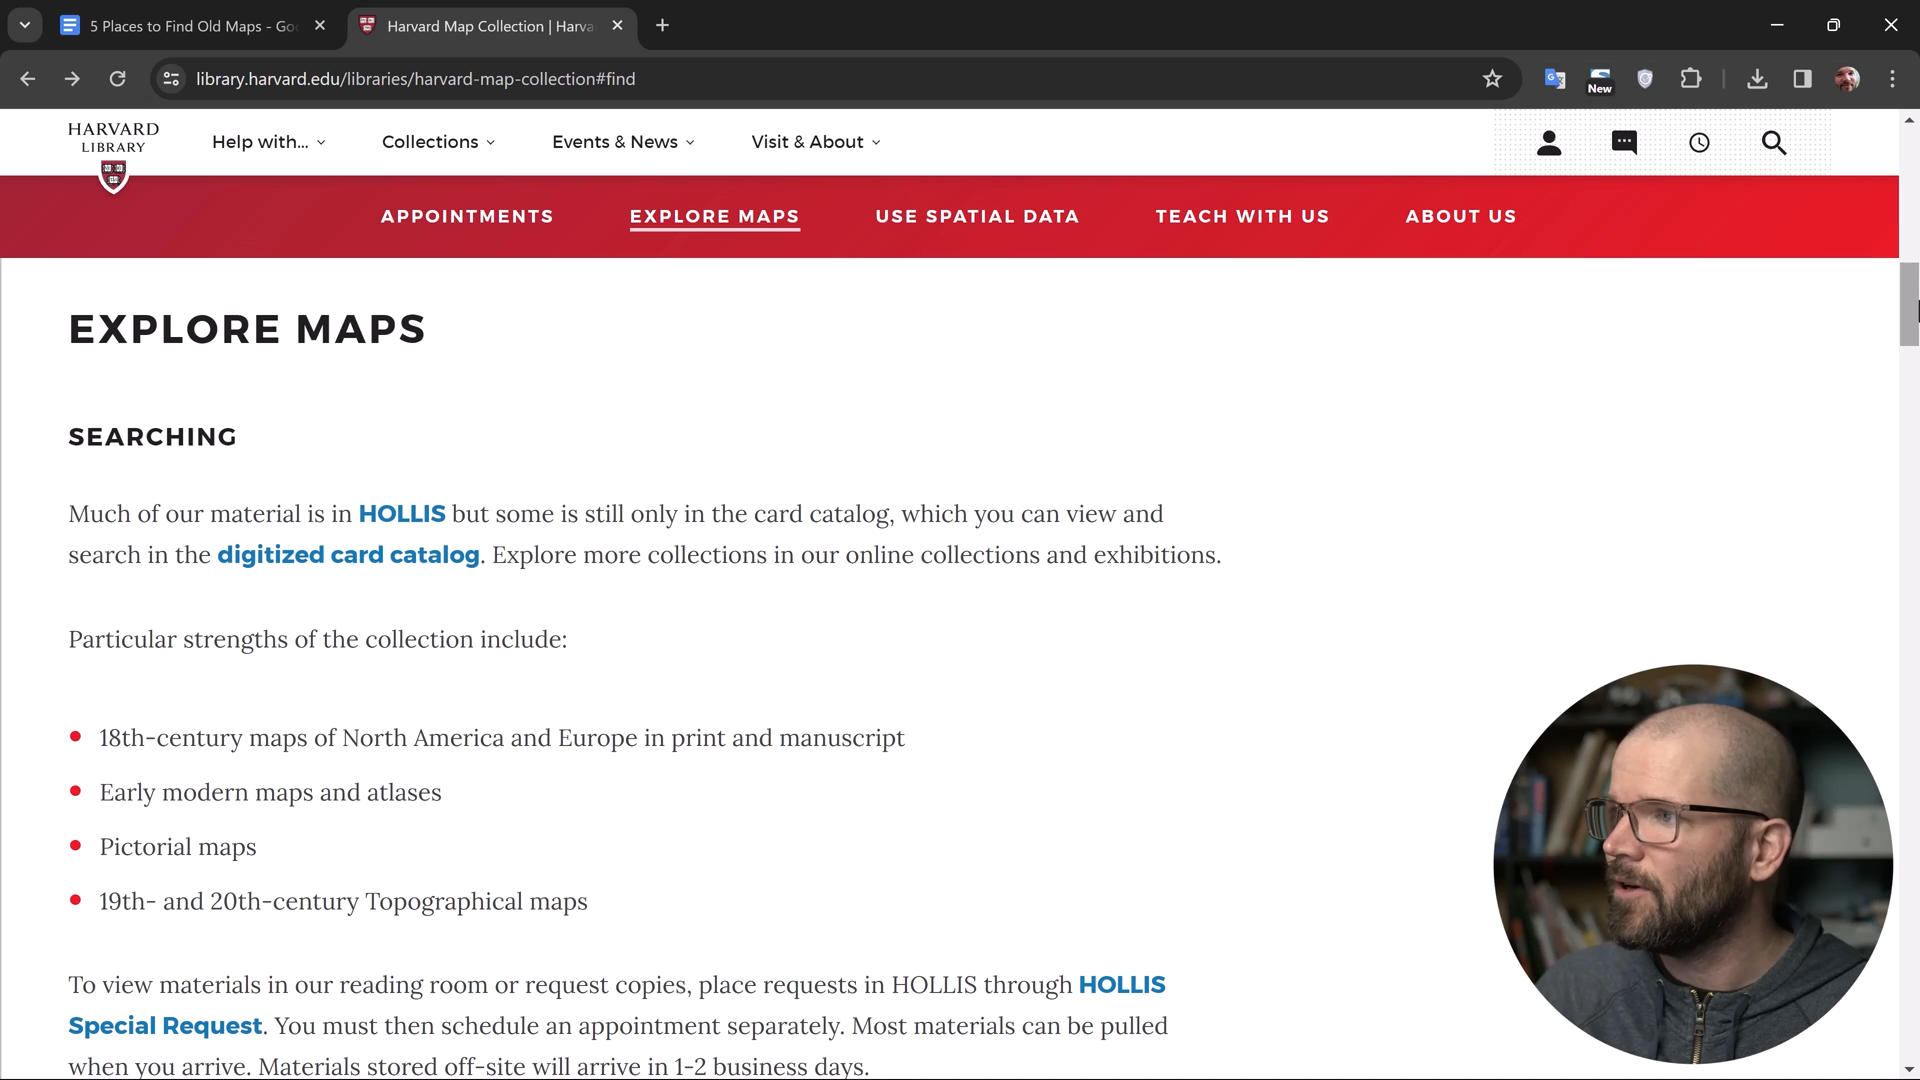 5 Places to Find Old Maps - Go
Harvard Map Collection | Harva
library.harvard.edu/libraries/harvard-map-collection#find
New
HARVARD
LIBRARY
Help with...
Collections
Events & News
Visit & About
APPOINTMENTS
EXPLORE MAPS
USE SPATIAL DATA
TEACH WITH US
ABOUT US
EXPLORE MAPS
SEARCHING
Much of our material is in HOLLIS but some is still only in the card catalog, which you can view and
search in the digitized card catalog. Explore more collections in our online collections and exhibitions.
Particular strengths of the collection include:
18th-century maps of North America and Europe in print and manuscript
Early modern maps and atlases
Pictorial maps
19th- and 20th-century Topographical maps
To view materials in our reading room or request copies, place requests in HOLLIS through HOLLIS
Special Request. You must then schedule an appointment separately. Most materials can be pulled
when you arrive. Materials stored off-site will arrive in 1-2 business days.